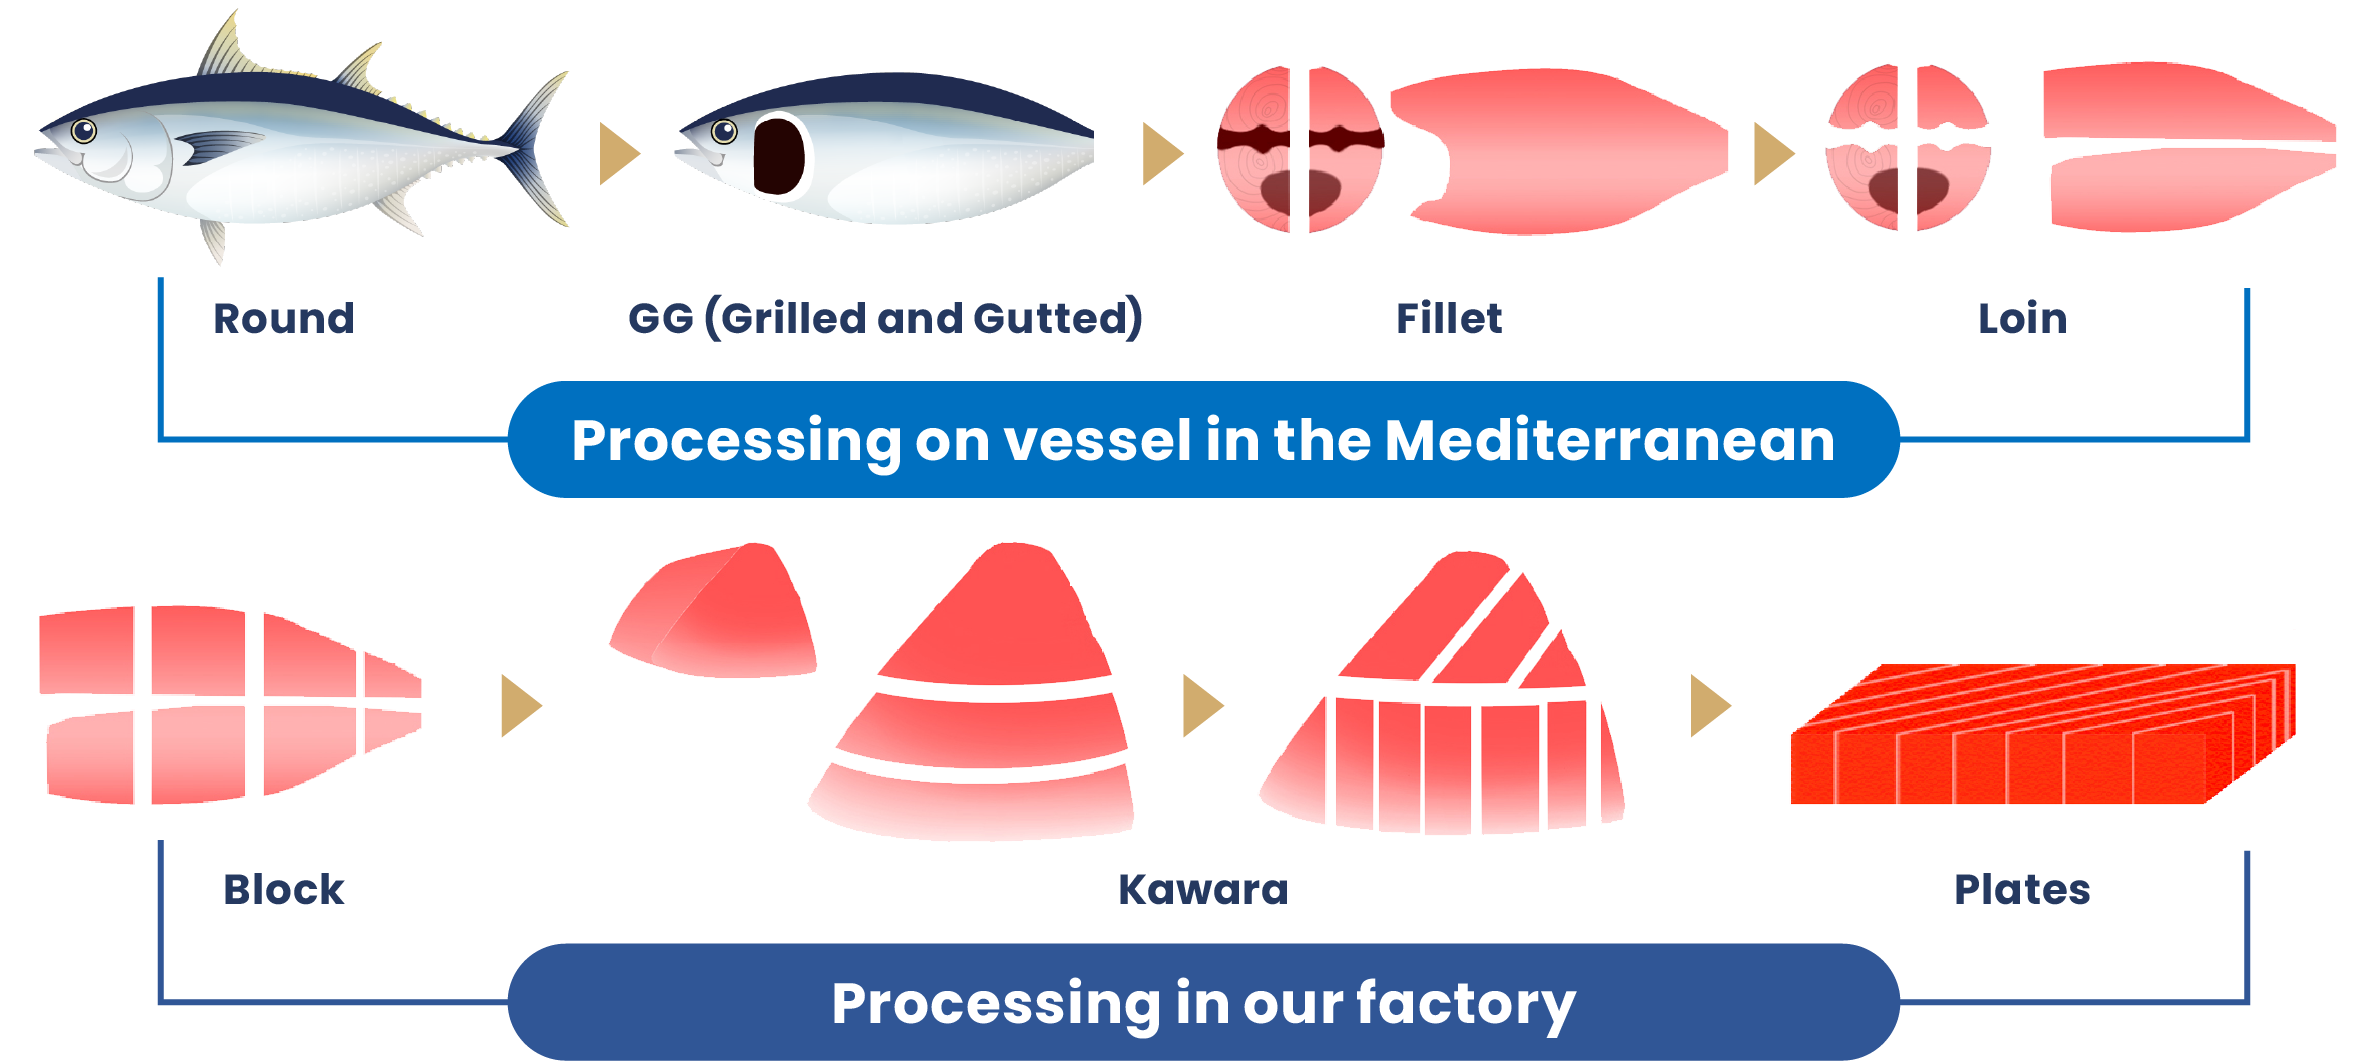 Round
GG (Grilled and Gutted)
Fillet
Loin
Processing on vessel in the Mediterranean
Block
Kawara
Plates
Processing in our factory